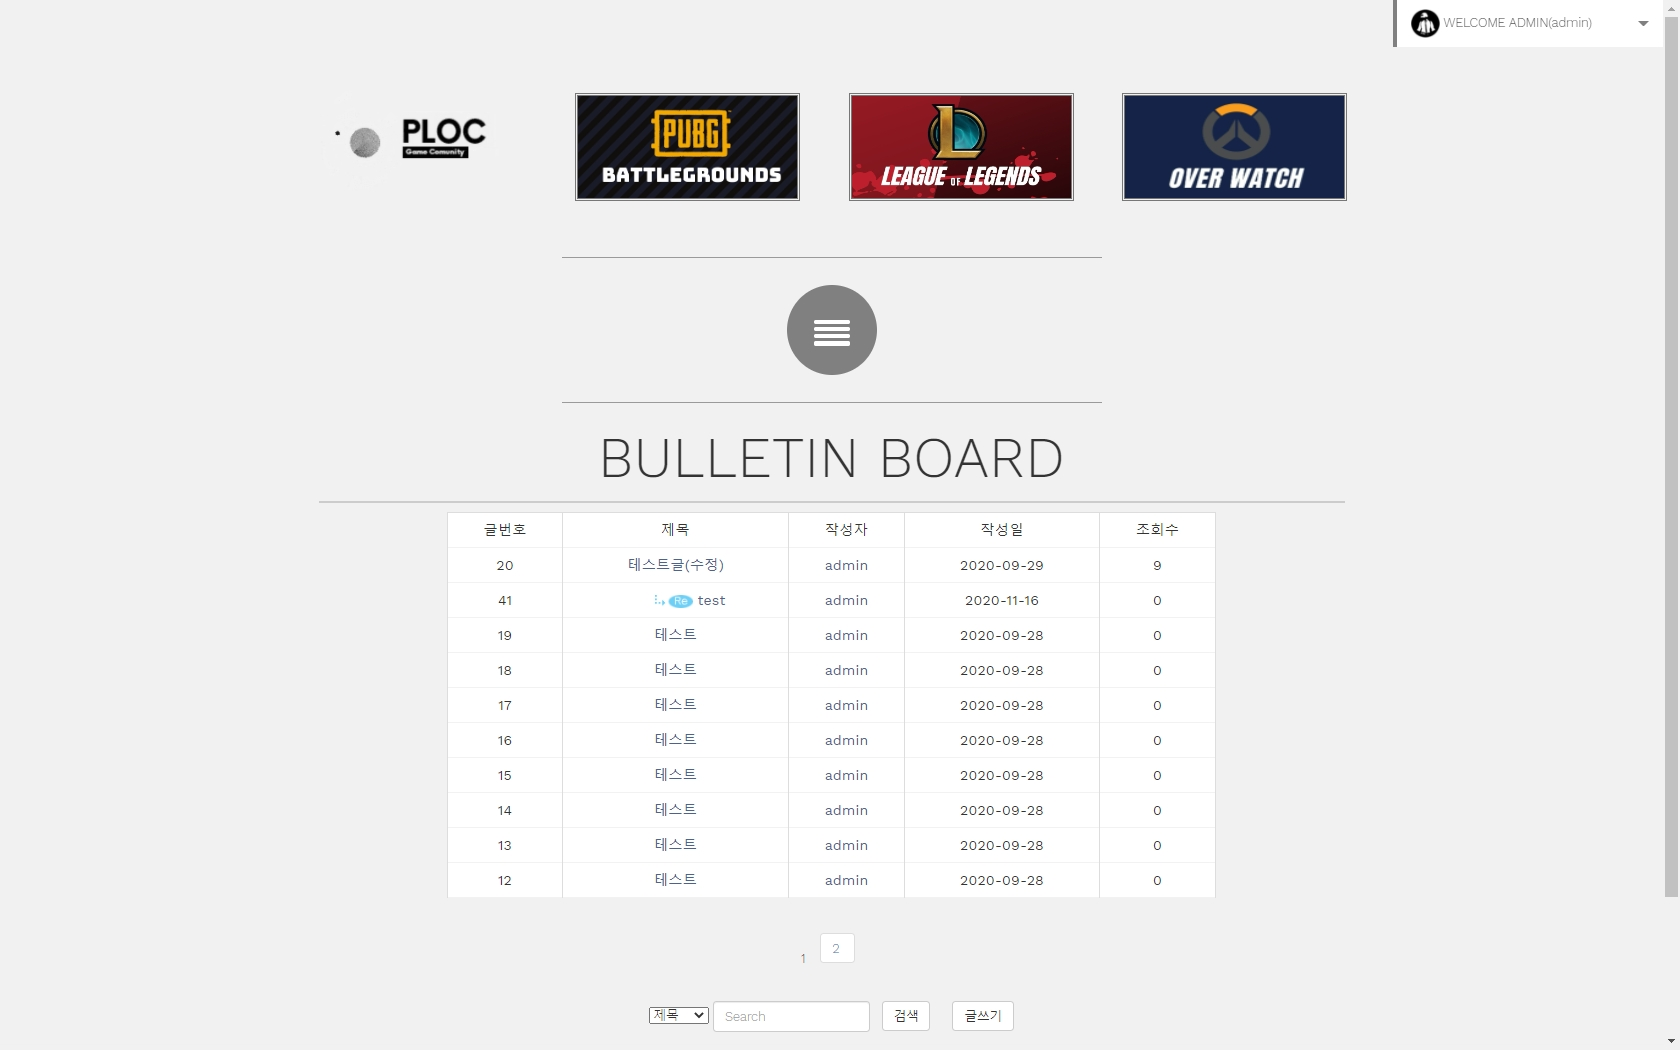 WELCOME ADMIN(admin)
PLOC
Game Comunity
PUBG
BATTLEGROUNDS
LEAGUE OF LEGENDS
OVER WATCH
BULLETIN BOARD
글번호 제목 작성자 작성일 조회수
20 테스트글(수정) admin 2020-09-29 9
41 Re test admin 2020-11-16 0
19 테스트 admin 2020-09-28 0
18 테스트 admin 2020-09-28 0
17 테스트 admin 2020-09-28 0
16 테스트 admin 2020-09-28 0
15 테스트 admin 2020-09-28 0
14 테스트 admin 2020-09-28 0
13 테스트 admin 2020-09-28 0
12 테스트 admin 2020-09-28 0
1 2
제목 Search 검색 글쓰기